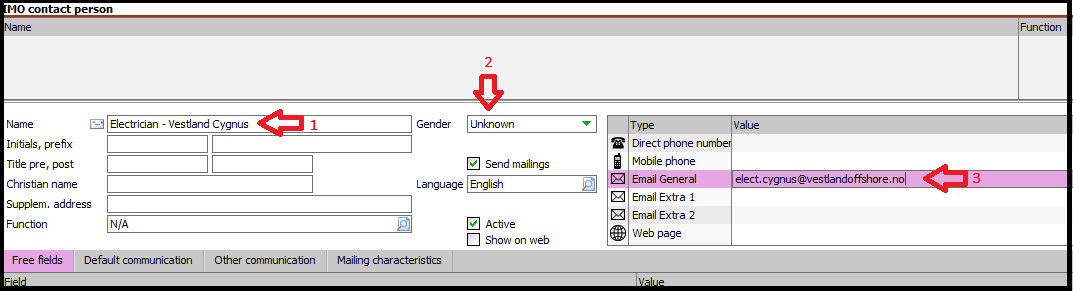 IMO contact person
Name Function
2
Name Electrician - Vestland Cygnus 1 Gender Unknown
Type Value
Initials, prefix
Direct phone number
Title pre, post Send mailings
Mobile phone
Christian name Language English
Email General elect.cygnus@vestlandoffshore.no 3
Supplem. address
Email Extra 1
Function N/A Active
Email Extra 2
Show on web
Web page
Free fields Default communication Other communication Mailing characteristics
Field Value